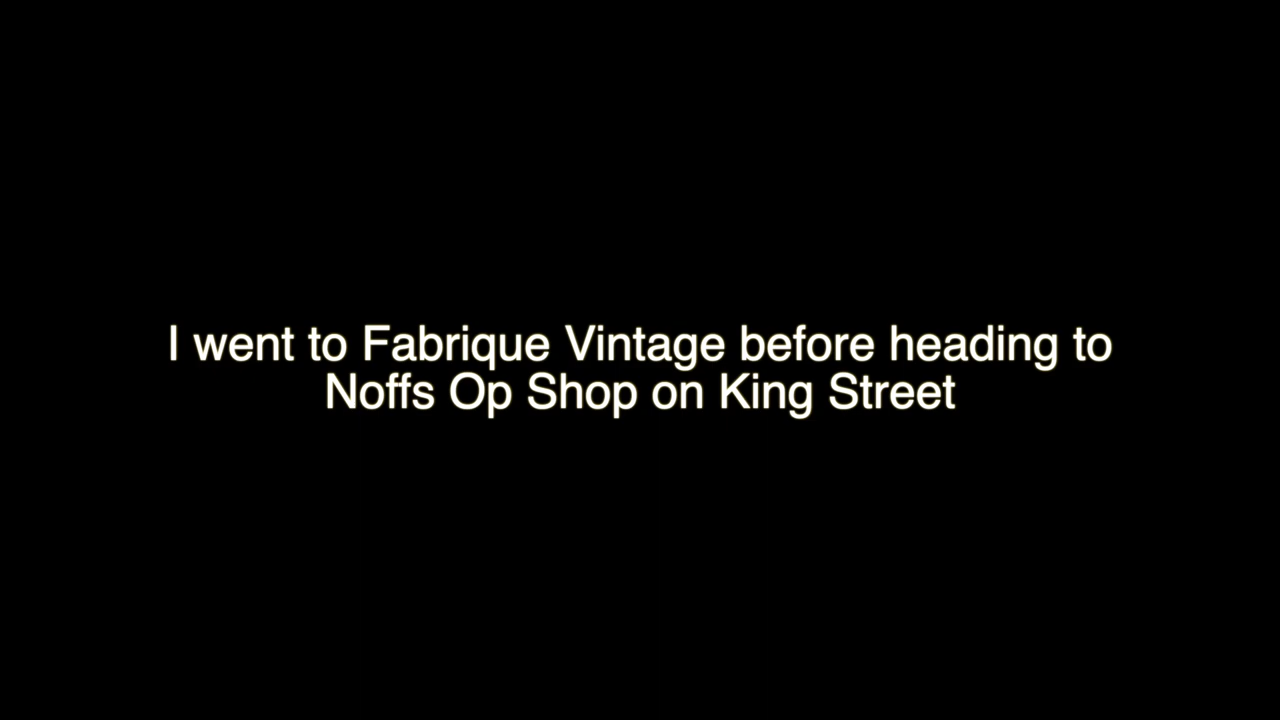 I went to Fabrique Vintage before heading to
Noffs Op Shop on King Street